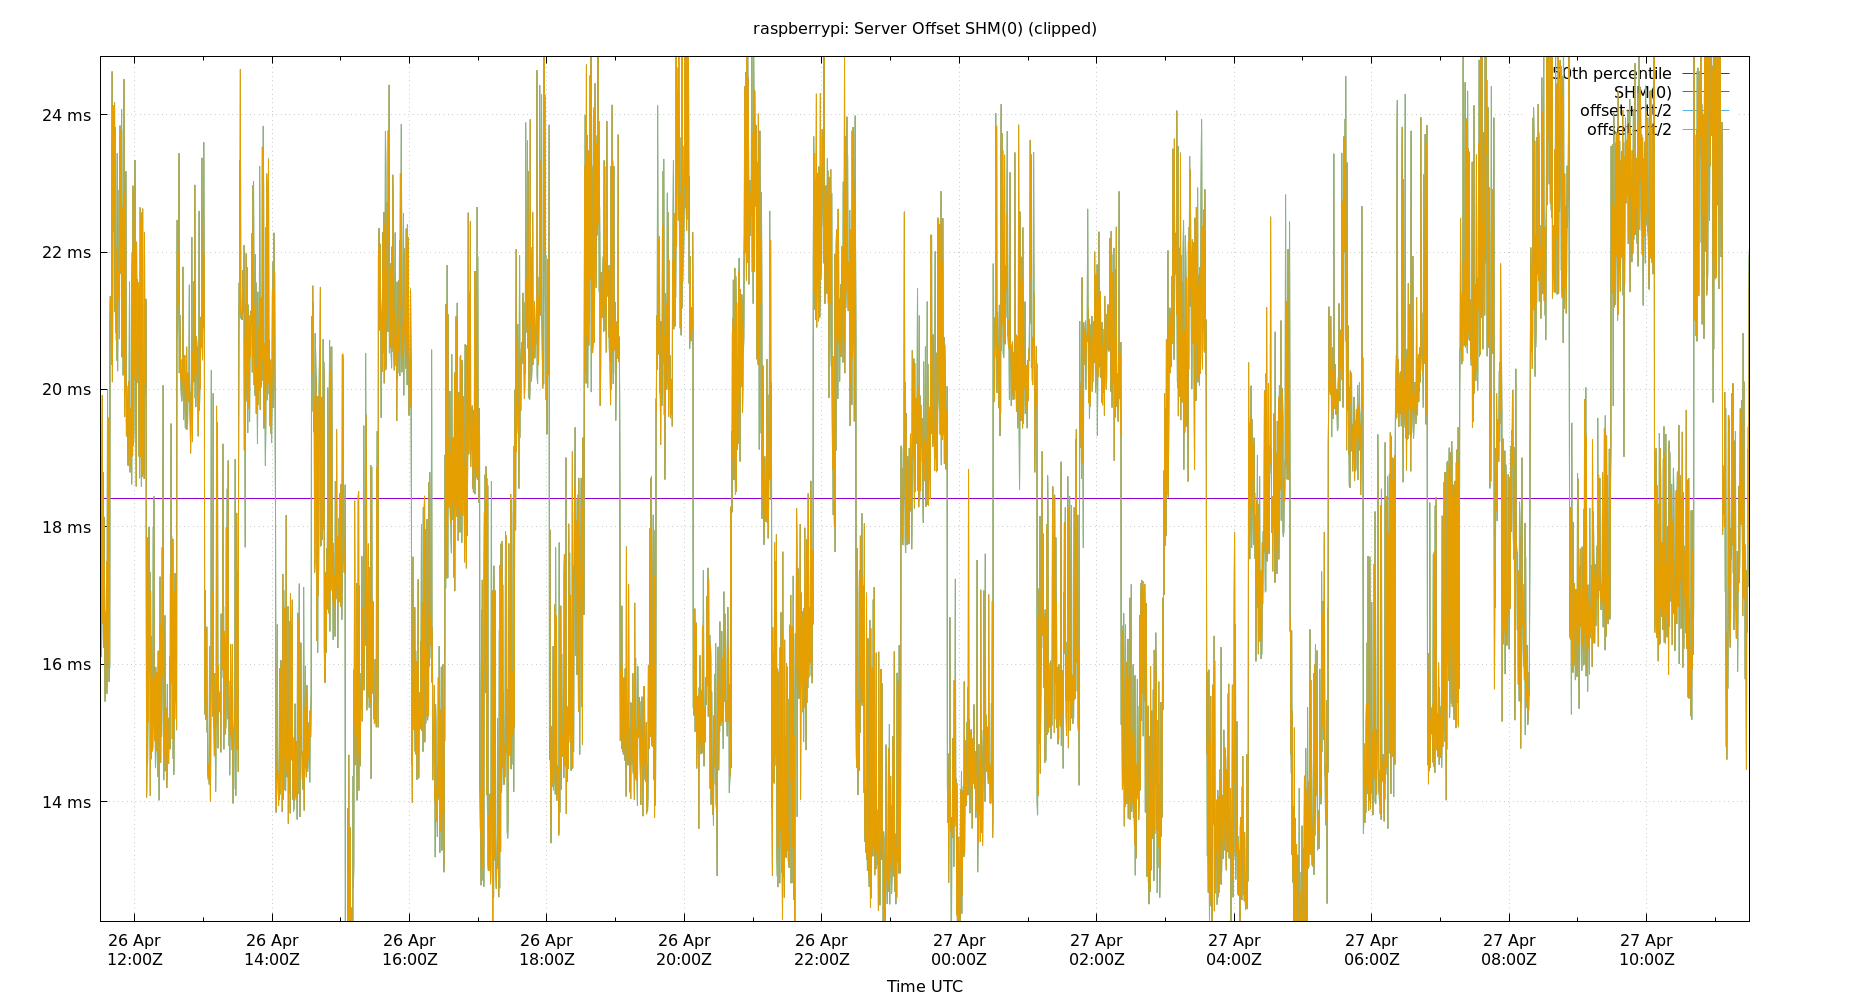 raspberrypi: Server Offset SHM(0) (clipped)
50th percentile
SHM(0)
offset+rtt/2
offset-rtt/2
24 ms
22 ms
20 ms
18 ms
16 ms
14 ms
26 Apr 26 Apr 26 Apr 26 Apr 26 Apr 26 Apr 27 Apr 27 Apr 27 Apr 27 Apr 27 Apr 27 Apr
12:00Z 14:00Z 16:00Z 18:00Z 20:00Z 22:00Z 00:00Z 02:00Z 04:00Z 06:00Z 08:00Z 10:00Z
Time UTC